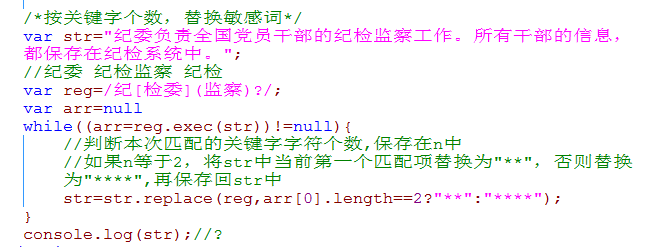 /*按关键字个数，替换敏感词*/
var str="纪委负责全国党员干部的纪检监察工作。所有干部的信息，
都保存在纪检系统中。";
//纪委 纪检监察 纪检
var reg=/纪[检委](监察)?/;
var arr=null
while((arr=reg.exec(str))!=null){
//判断本次匹配的关键字字符个数,保存在n中
//如果n等于2，将str中当前第一个匹配项替换为"**"，否则替换
为"****",再保存回str中
str=str.replace(reg,arr[0].length==2?"**":"****");
}
console.log(str);//?